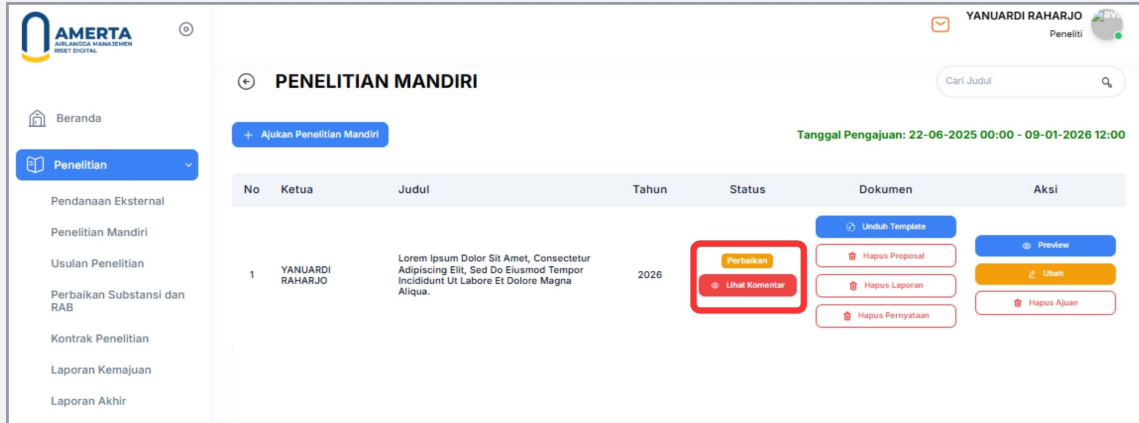 AMERTA
AIRLANGGA MANAJEMEN
RISET DIGITAL
YANUARDI RAHARJO
Peneliti
PENELITIAN MANDIRI
Cari Judul
Beranda
+ Ajukan Penelitian Mandiri
Tanggal Pengajuan: 22-06-2025 00:00 - 09-01-2026 12:00
Penelitian
Pendanaan Eksternal
Penelitian Mandiri
Usulan Penelitian
Perbaikan Substansi dan
RAB
Kontrak Penelitian
Laporan Kemajuan
Laporan Akhir
No Ketua Judul Tahun Status Dokumen Aksi
1
YANUARDI
RAHARJO
Lorem Ipsum Dolor Sit Amet, Consectetur
Adipiscing Elit, Sed Do Eiusmod Tempor
Incididunt Ut Labore Et Dolore Magna
Aliqua.
2026
Perbaikan
Lihat Komentar
Unduh Template
Hapus Proposal
Hapus Laporan
Hapus Pernyataan
Preview
Ubah
Hapus Ajuan